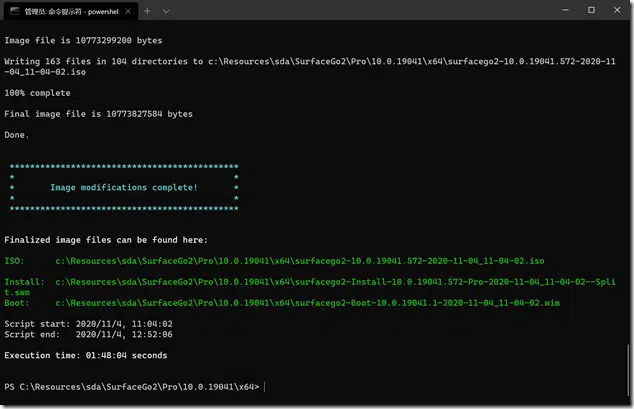 管理员: 命令提示符 - powershel
Image file is 10773299200 bytes
Writing 163 files in 104 directories to c:\Resources\sda\SurfaceGo2\Pro\10.0.19041\x64\surfacego2-10.0.19041.572-2020-11
-04_11-04-02.iso
100% complete
Final image file is 10773827584 bytes
Done.
*********************************************
* *
* Image modifications complete! *
* *
*********************************************
Finalized image files can be found here:
ISO: c:\Resources\sda\SurfaceGo2\Pro\10.0.19041\x64\surfacego2-10.0.19041.572-2020-11-04_11-04-02.iso
Install: c:\Resources\sda\SurfaceGo2\Pro\10.0.19041\x64\surfacego2-Install-10.0.19041.572-Pro-2020-11-04_11-04-02--Spli
t.swm
Boot: c:\Resources\sda\SurfaceGo2\Pro\10.0.19041\x64\surfacego2-Boot-10.0.19041.1-2020-11-04_11-04-02.wim
Script start: 2020/11/4, 11:04:02
Script end: 2020/11/4, 12:52:06
Execution time: 01:48:04 seconds
PS C:\Resources\sda\SurfaceGo2\Pro\10.0.19041\x64>